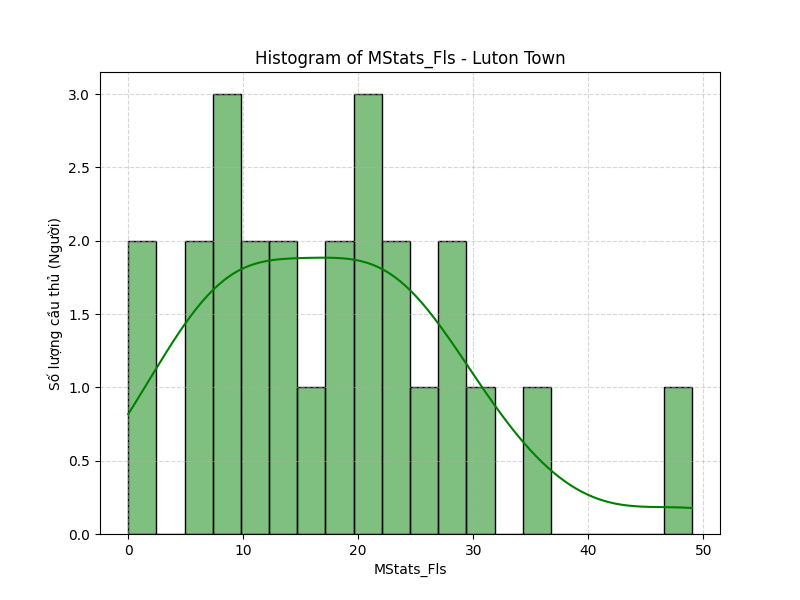 Histogram of MStats_Fls - Luton Town
Số lượng cầu thủ (Người)
3.0
2.5
2.0
1.5
1.0
0.5
0.0
0 10 20 30 40 50
MStats_Fls